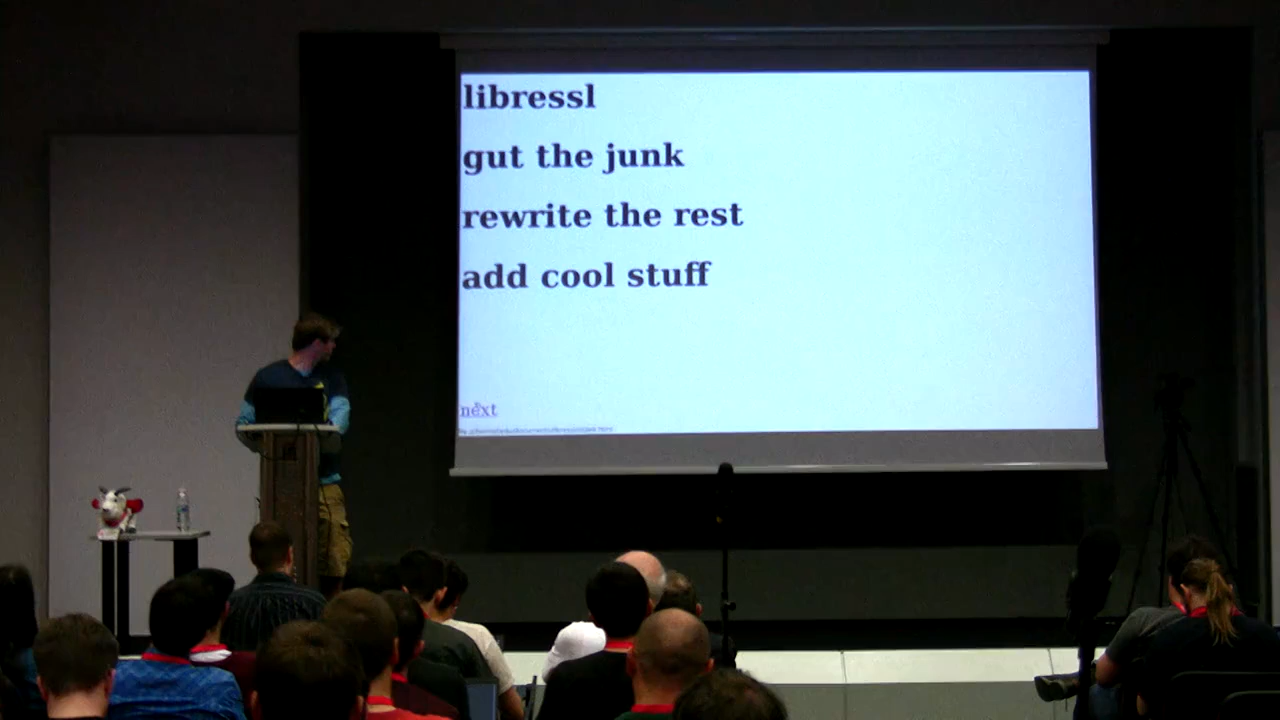 libressl
gut the junk
rewrite the rest
add cool stuff
next